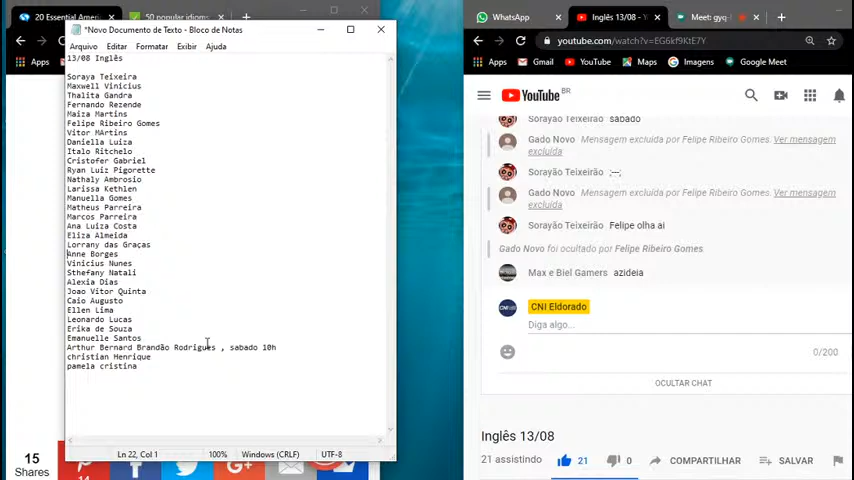 20 Essential Amer
50 popular idioms
Apps
*Novo Documento de Texto - Bloco de Notas
Arquivo Editar Formatar Exibir Ajuda
13/08 Inglês
Soraya Teixeira
Maxwell Vinicius
Thalita Gandra
Fernando Rezende
Maiza Martins
Felipe Ribeiro Gomes
Vitor MArtins
Daniella Luiza
Italo Ritchelo
Cristofer Gabriel
Ryan Luiz Pigorette
Nathaly Ambrosio
Larissa Kethlen
Manuella Gomes
Matheus Parreira
Marcos Parreira
Ana Luiza Costa
Eliza Almeida
Lorrany das Graças
Anne Borges
Vinicius Nunes
Sthefany Natali
Alexia Dias
Joao Vitor Quinta
Caio Augusto
Ellen Lima
Leonardo Lucas
Erika de Souza
Emanuelle Santos
Arthur Bernard Brandão Rodrigues , sabado 10h
christian Henrique
pamela cristina
Ln 22, Col 1 100% Windows (CRLF) UTF-8
15
Shares
14
WhatsApp
Inglês 13/08 - Y
Meet: gyq-
youtube.com/watch?v=EG6kf9KtE7Y
Apps Gmail YouTube Maps Imagens Google Meet
YouTube BR
Sorayão Teixeirão sabado
Gado Novo Mensagem excluída por Felipe Ribeiro Gomes. Ver mensagem
excluída
Sorayão Teixeirão ;---;
Gado Novo Mensagem excluída por Felipe Ribeiro Gomes. Ver mensagem
excluída
Sorayão Teixeirão Felipe olha ai
Gado Novo foi ocultado por Felipe Ribeiro Gomes.
Max e Biel Gamers azideia
CNI Eldorado
Diga algo...
0/200
OCULTAR CHAT
Inglês 13/08
21 assistindo
21 0 COMPARTILHAR SALVAR